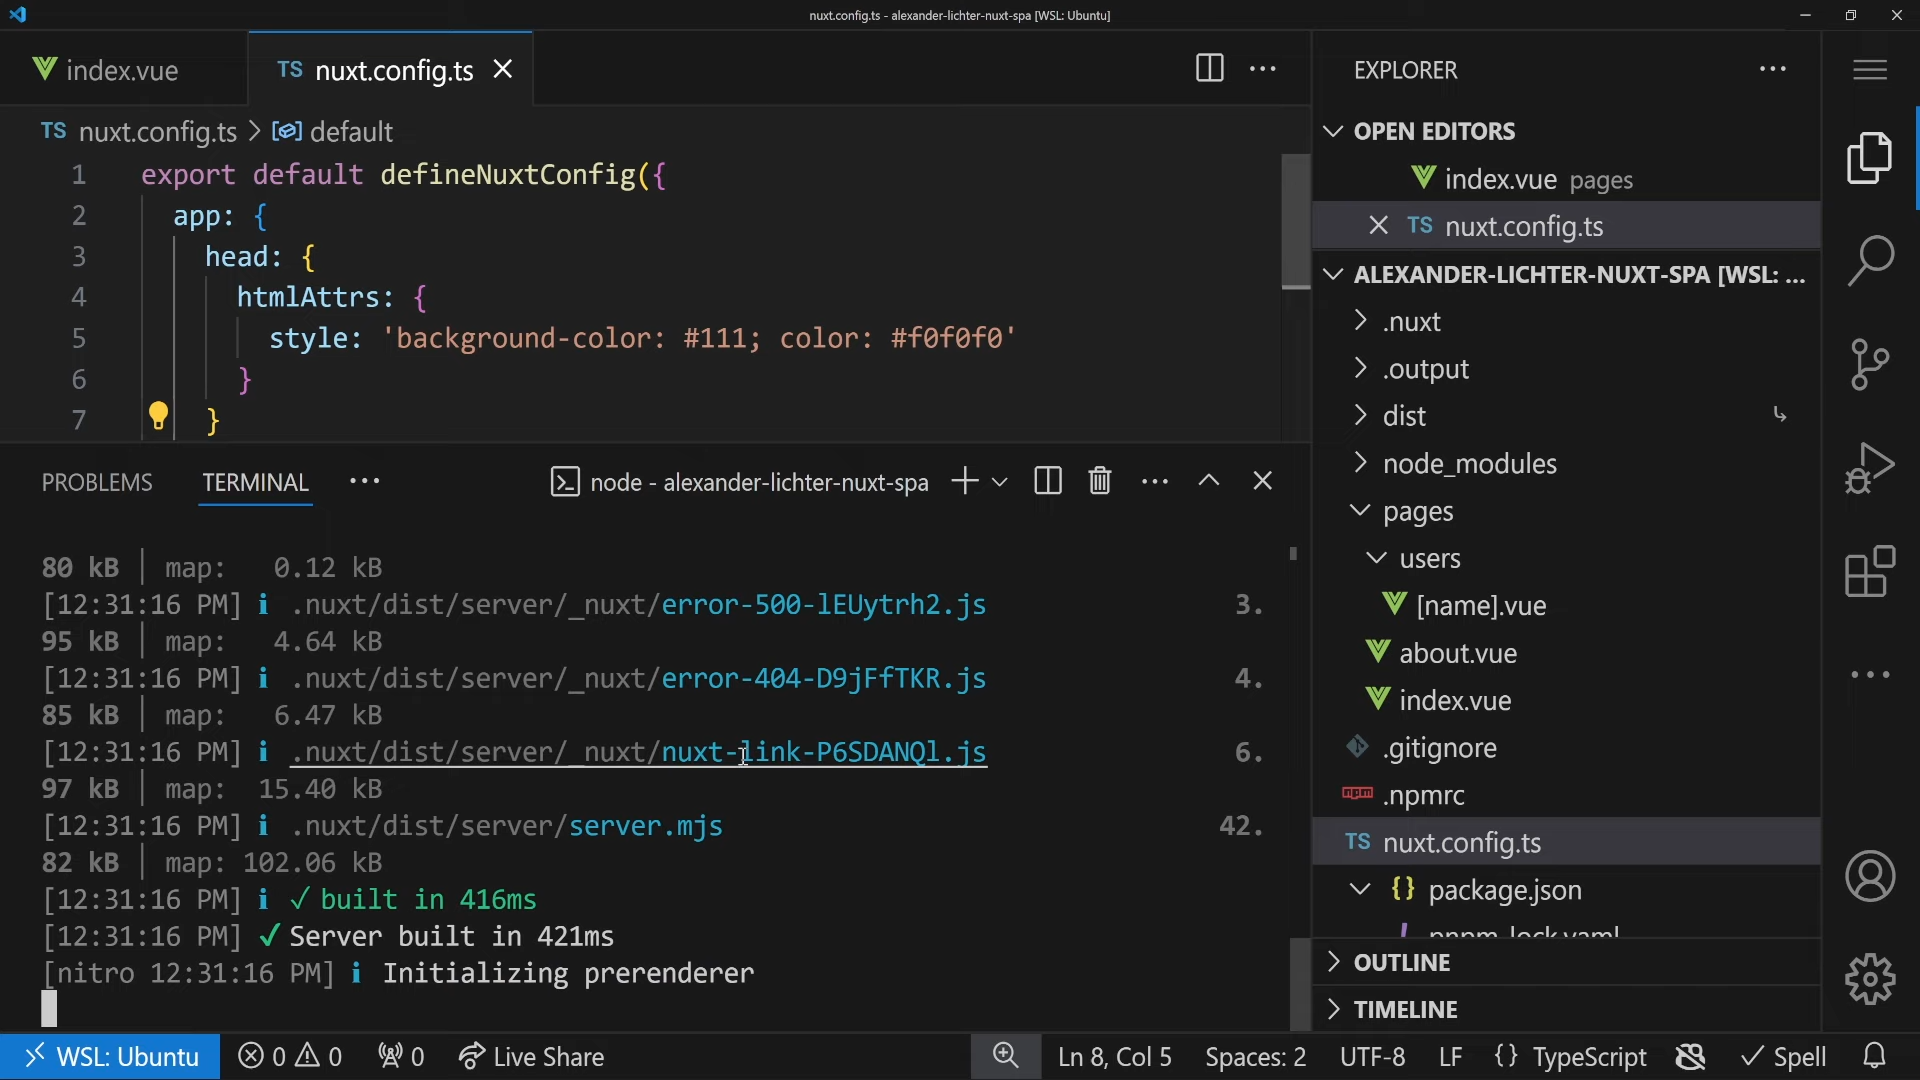 nuxt.config.ts - alexander-lichter-nuxt-spa [WSL: Ubuntu]
index.vue
TS nuxt.config.ts
TS nuxt.config.ts > default
1 export default defineNuxtConfig({
2 app: {
3 head: {
4 htmlAttrs: {
5 style: 'background-color: #111; color: #f0f0f0'
6 }
7 }
PROBLEMS TERMINAL ··· node - alexander-lichter-nuxt-spa
80 kB │ map: 0.12 kB
[12:31:16 PM] ℹ .nuxt/dist/server/_nuxt/error-500-lEUytrh2.js 3.
95 kB │ map: 4.64 kB
[12:31:16 PM] ℹ .nuxt/dist/server/_nuxt/error-404-D9jFfTKR.js 4.
85 kB │ map: 6.47 kB
[12:31:16 PM] ℹ .nuxt/dist/server/_nuxt/nuxt-link-P6SDANQl.js 6.
97 kB │ map: 15.40 kB
[12:31:16 PM] ℹ .nuxt/dist/server/server.mjs 42.
82 kB │ map: 102.06 kB
[12:31:16 PM] ℹ ✓ built in 416ms
[12:31:16 PM] ✔ Server built in 421ms
[nitro 12:31:16 PM] ℹ Initializing prerenderer
EXPLORER
OPEN EDITORS
index.vue pages
TS nuxt.config.ts
ALEXANDER-LICHTER-NUXT-SPA [WSL: ...
.nuxt
.output
dist
node_modules
pages
users
[name].vue
about.vue
index.vue
.gitignore
.npmrc
TS nuxt.config.ts
{} package.json
pnpm-lock.yaml
OUTLINE
TIMELINE
WSL: Ubuntu 0 0 0 Live Share Ln 8, Col 5 Spaces: 2 UTF-8 LF {} TypeScript Spell